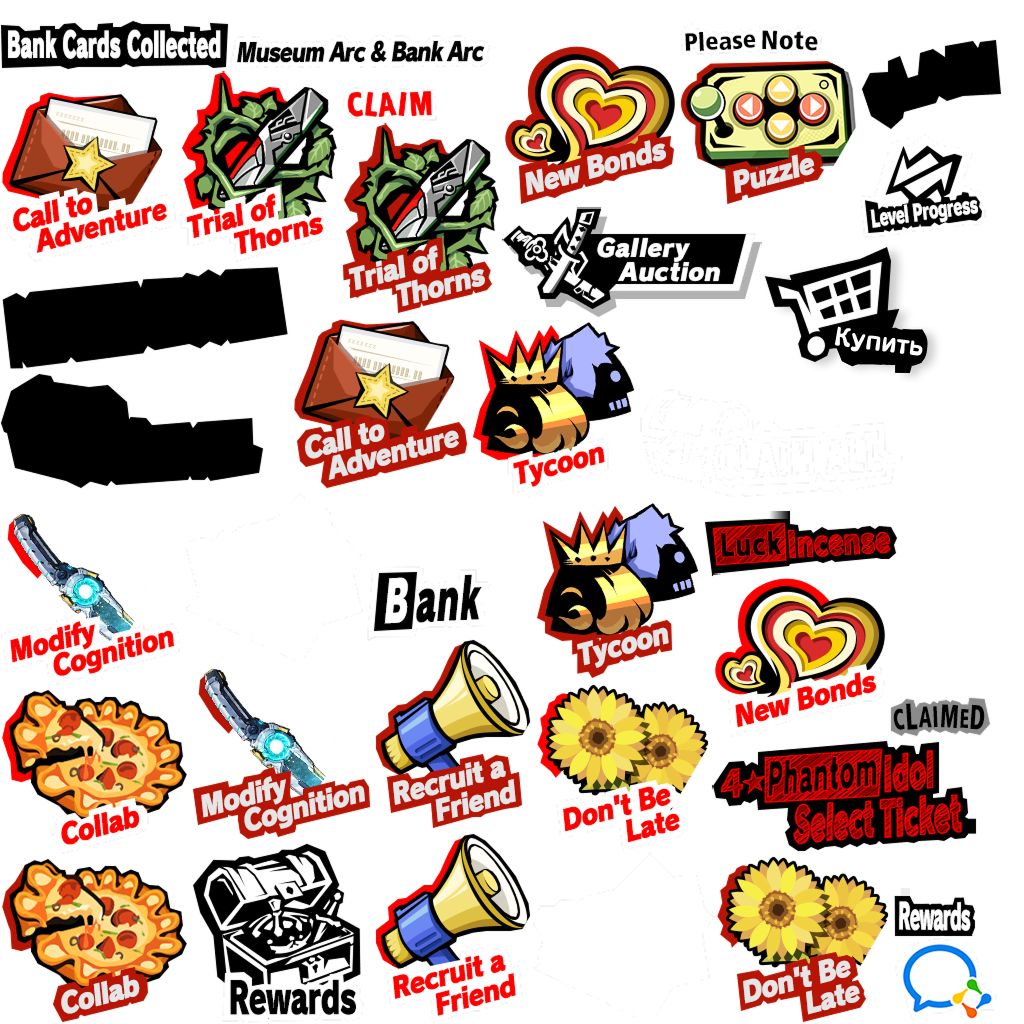 Bank Cards Collected
Museum Arc & Bank Arc
Please Note
CLAIM
Call to
Adventure
Trial of
Thorns
New Bonds
Puzzle
Level Progress
Trial of
Thorns
Gallery
Auction
Купить
Call to
Adventure
Tycoon
CLAIM ALL
Modify
Cognition
Bank
Tycoon
Luck Incense
New Bonds
CLAIMED
Collab
Modify
Cognition
Recruit a
Friend
Don't Be
Late
4★Phantom Idol
Select Ticket
Collab
Rewards
Recruit a
Friend
Don't Be
Late
Rewards